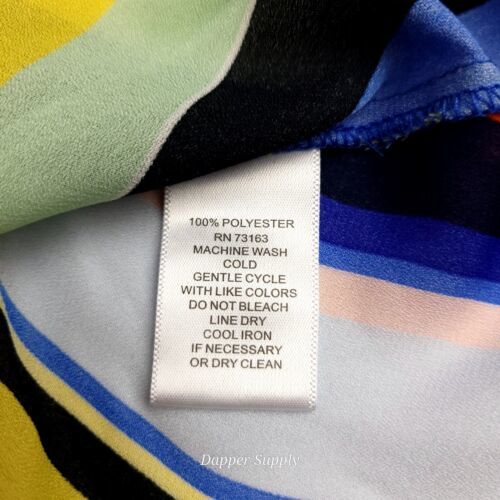 100% POLYESTER
RN 73163
MACHINE WASH
COLD
GENTLE CYCLE
WITH LIKE COLORS
DO NOT BLEACH
LINE DRY
COOL IRON
IF NECESSARY
OR DRY CLEAN
Dapper Supply